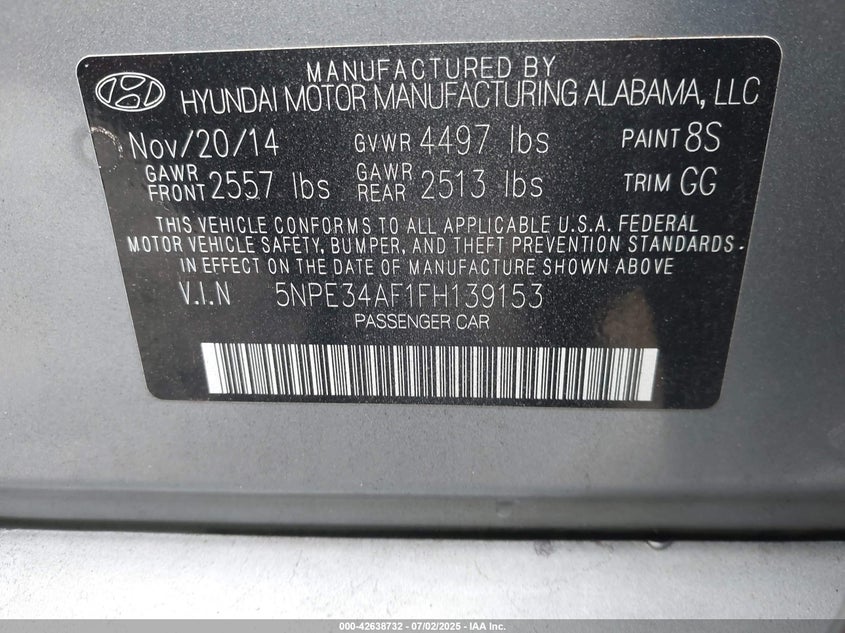 MANUFACTURED BY
HYUNDAI MOTOR MANUFACTURING ALABAMA, LLC
Nov/20/14 GVWR 4497 lbs PAINT 8S
GAWR FRONT 2557 lbs GAWR REAR 2513 lbs TRIM GG
THIS VEHICLE CONFORMS TO ALL APPLICABLE U.S.A. FEDERAL
MOTOR VEHICLE SAFETY, BUMPER, AND THEFT PREVENTION STANDARDS
IN EFFECT ON THE DATE OF MANUFACTURE SHOWN ABOVE
V.I.N 5NPE34AF1FH139153
PASSENGER CAR
000-42638732 - 07/02/2025 - IAA Inc.